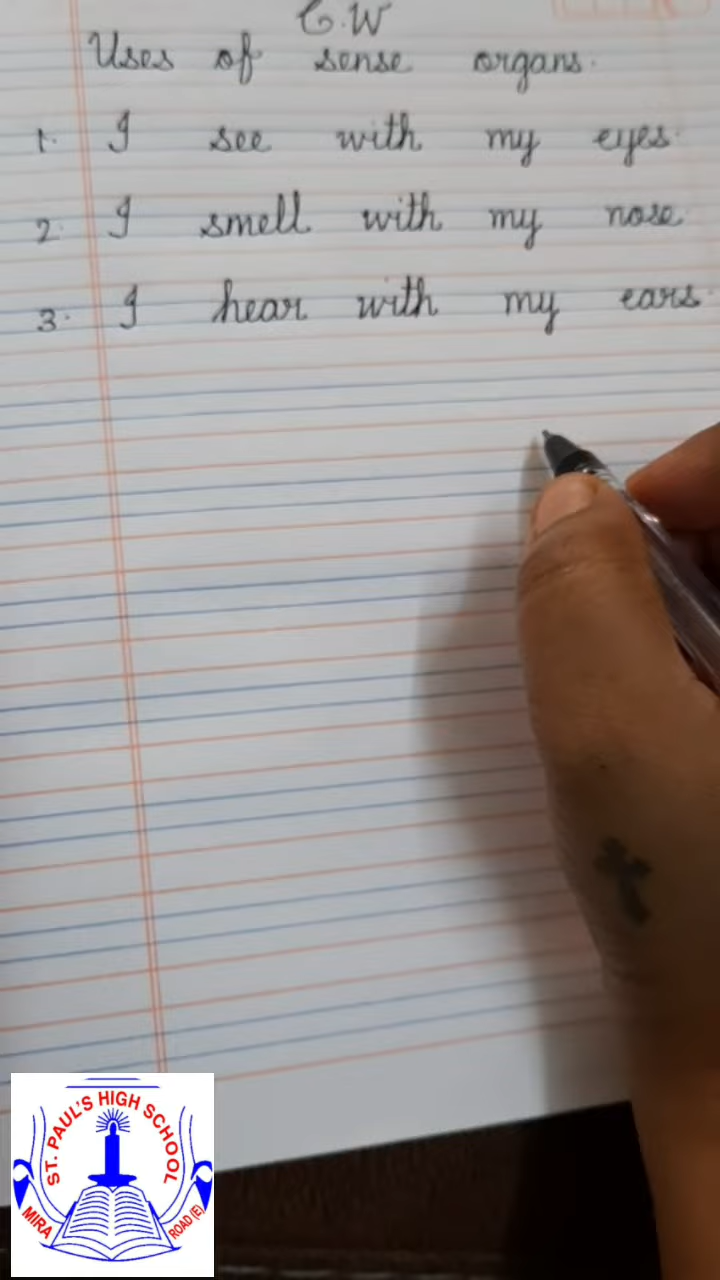 C.W
Uses of sense organs.
1. I see with my eyes.
2. I smell with my nose
3. I hear with my ears.
ST. PAUL'S HIGH SCHOOL
MIRA ROAD (E)